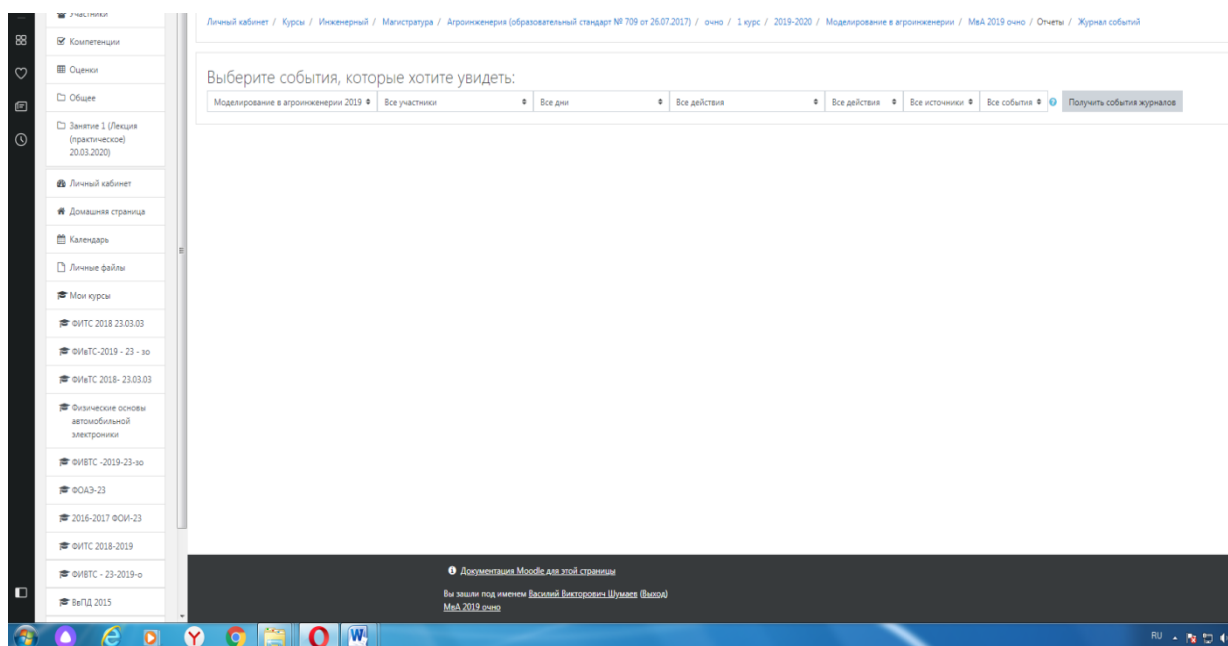 Участники
Компетенции
Оценки
Общее
Занятие 1 (Лекция
(практическое)
20.03.2020)
Личный кабинет
Домашняя страница
Календарь
Личные файлы
Мои курсы
ФИТС 2018 23.03.03
ФИвТС-2019 - 23 - зо
ФИвТС 2018- 23.03.03
Физические основы
автомобильной
электроники
ФИВТС -2019-23-зо
ФОАЭ-23
2016-2017 ФОИ-23
ФИТС 2018-2019
ФИВТС - 23-2019-о
ВвПД 2015
Личный кабинет / Курсы / Инженерный / Магистратура / Агроинженерия (образовательный стандарт № 709 от 26.07.2017) / очно / 1 курс / 2019-2020 / Моделирование в агроинженерии / МвА 2019 очно / Отчеты / Журнал событий
Выберите события, которые хотите увидеть:
Моделирование в агроинженерии 2019 Все участники Все дни Все действия Все действия Все источники Все события Получить события журналов
Документация Moodle для этой страницы
Вы зашли под именем Василий Викторович Шумаев (Выход)
МвА 2019 очно
RU